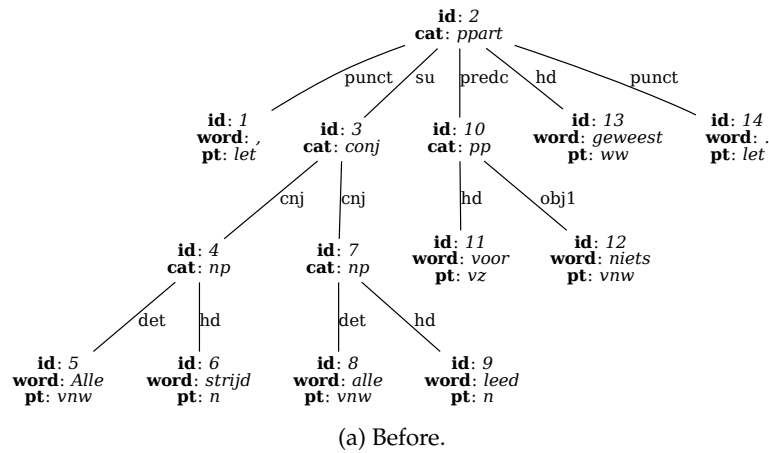 id: 2
cat: ppart
punct su predc hd punct
id: 1
word: ,
pt: let
id: 3
cat: conj
id: 10
cat: pp
id: 13
word: geweest
pt: ww
id: 14
word: .
pt: let
cnj cnj hd obj1
id: 4
cat: np
id: 7
cat: np
id: 11
word: voor
pt: vz
id: 12
word: niets
pt: vnw
det hd det hd
id: 5
word: Alle
pt: vnw
id: 6
word: strijd
pt: n
id: 8
word: alle
pt: vnw
id: 9
word: leed
pt: n
(a) Before.